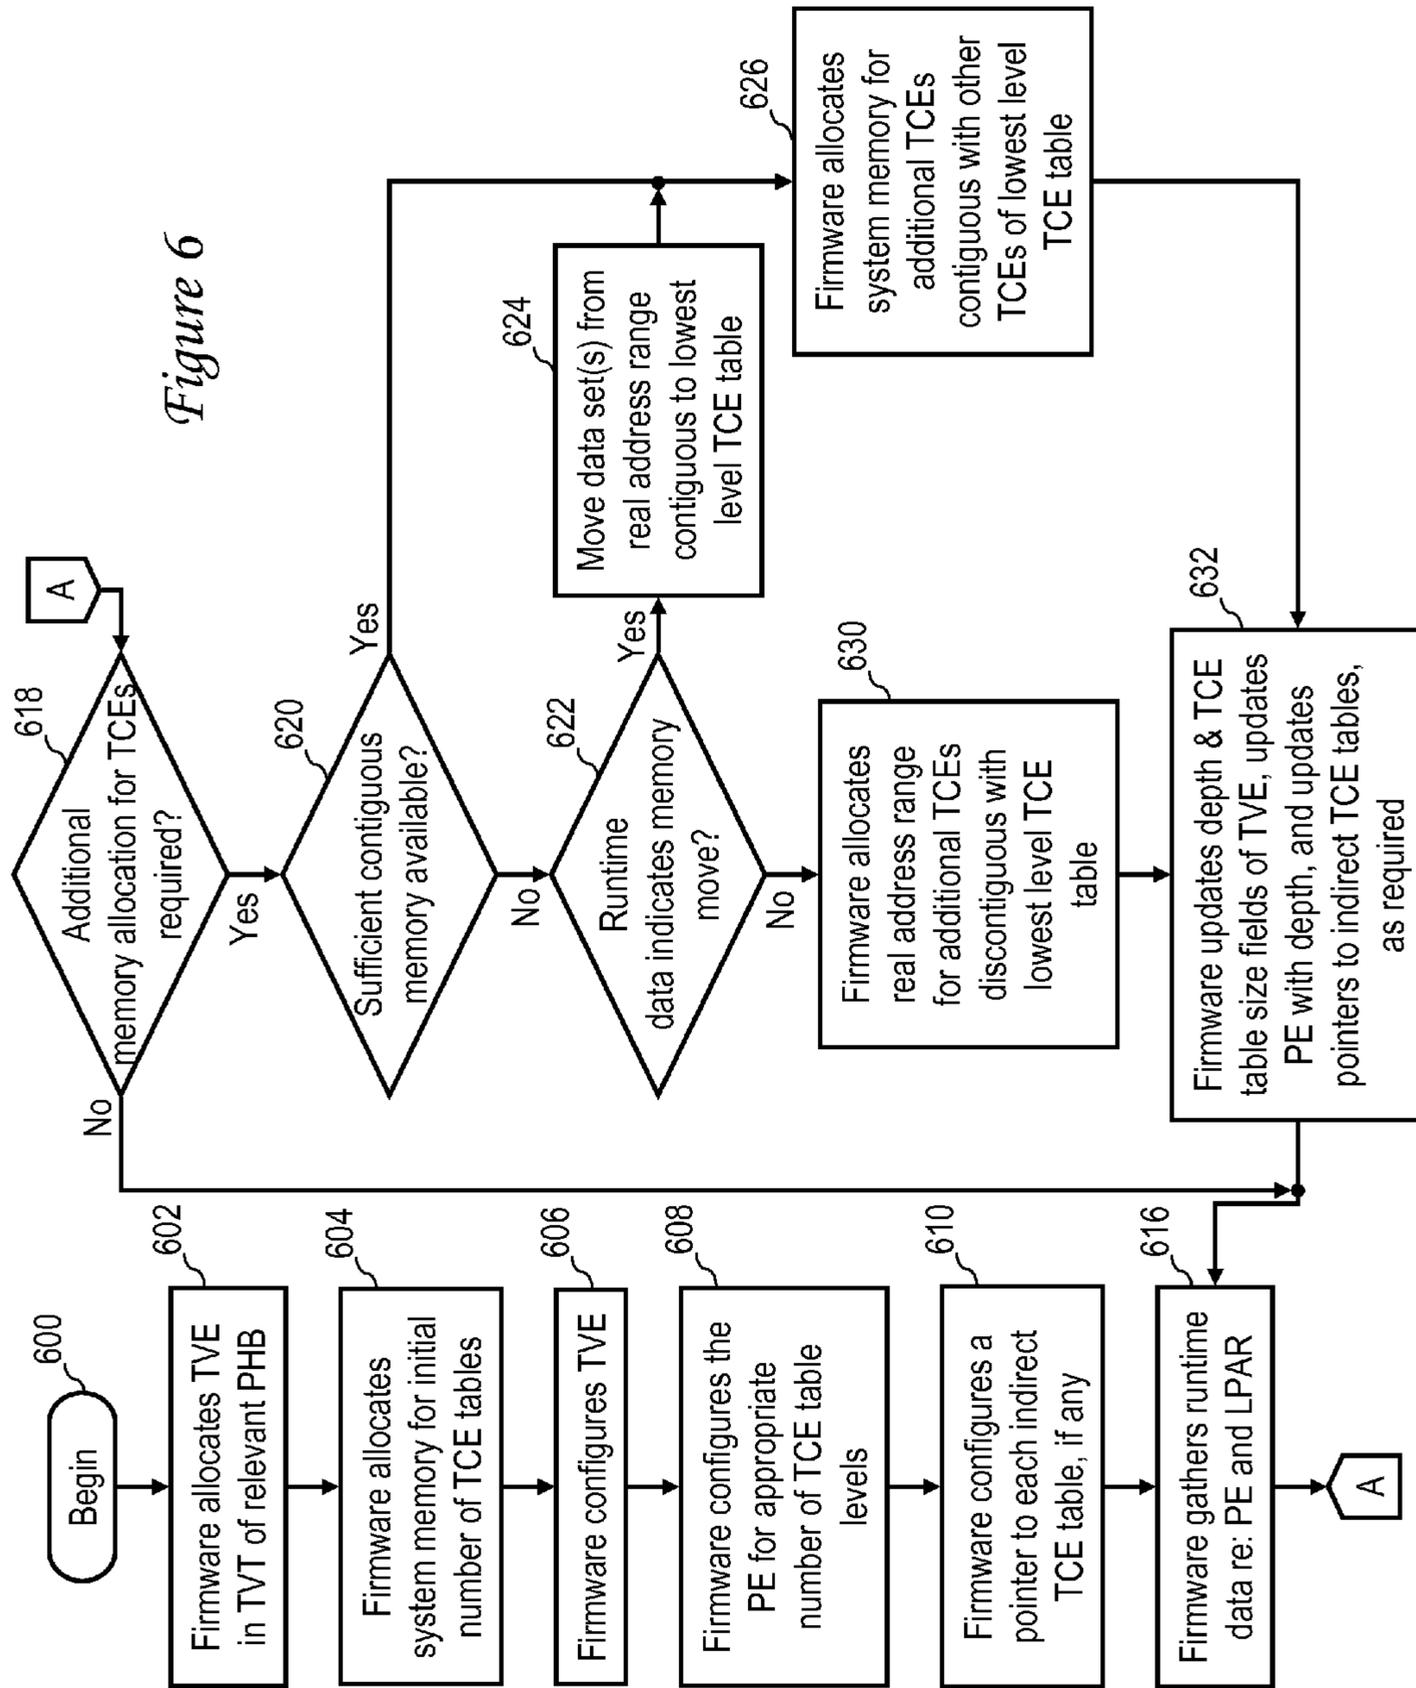 600
Begin
602
Firmware allocates TVE
in TVT of relevant PHB
604
Firmware allocates
system memory for initial
number of TCE tables
606
Firmware configures TVE
608
Firmware configures the
PE for appropriate
number of TCE table
levels
610
Firmware configures a
pointer to each indirect
TCE table, if any
616
Firmware gathers runtime
data re: PE and LPAR
A
A
618
Additional
memory allocation for TCEs
required?
No
Yes
620
Sufficient contiguous
memory available?
Yes
No
622
Runtime
data indicates memory
move?
Yes
No
624
Move data set(s) from
real address range
contiguous to lowest
level TCE table
626
Firmware allocates
system memory for
additional TCEs
contiguous with other
TCEs of lowest level
TCE table
630
Firmware allocates
real address range
for additional TCEs
discontiguous with
lowest level TCE
table
632
Firmware updates depth & TCE
table size fields of TVE, updates
PE with depth, and updates
pointers to indirect TCE tables,
as required
Figure 6